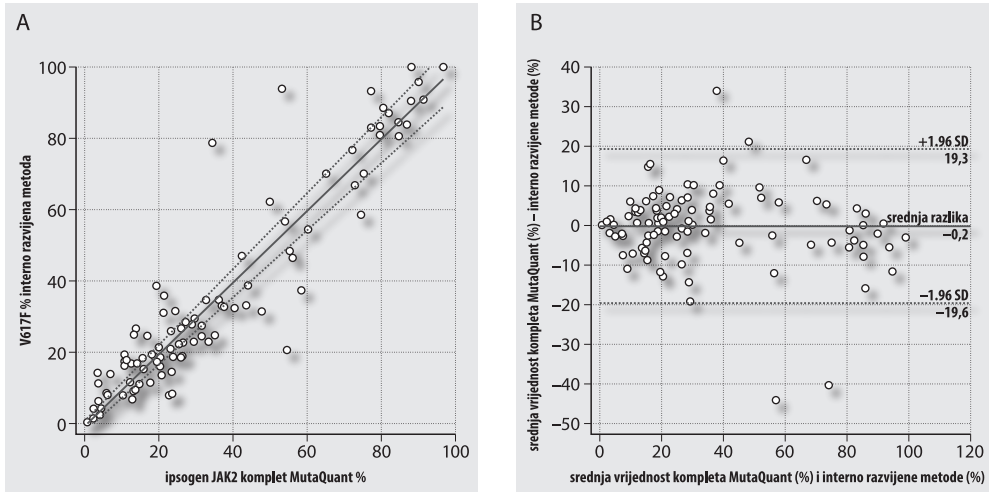 A
V617F % interno razvijena metoda
100
80
60
40
20
0
0 20 40 60 80 100
ipsogen JAK2 komplet MutaQuant %
B
srednja vrijednost kompleta MutaQuant (%) – interno razvijene metode (%)
40
30
20
10
0
−10
−20
−30
−40
−50
+1.96 SD
19,3
srednja razlika
−0,2
−1.96 SD
−19,6
0 20 40 60 80 100 120
srednja vrijednost kompleta MutaQuant (%) i interno razvijene metode (%)